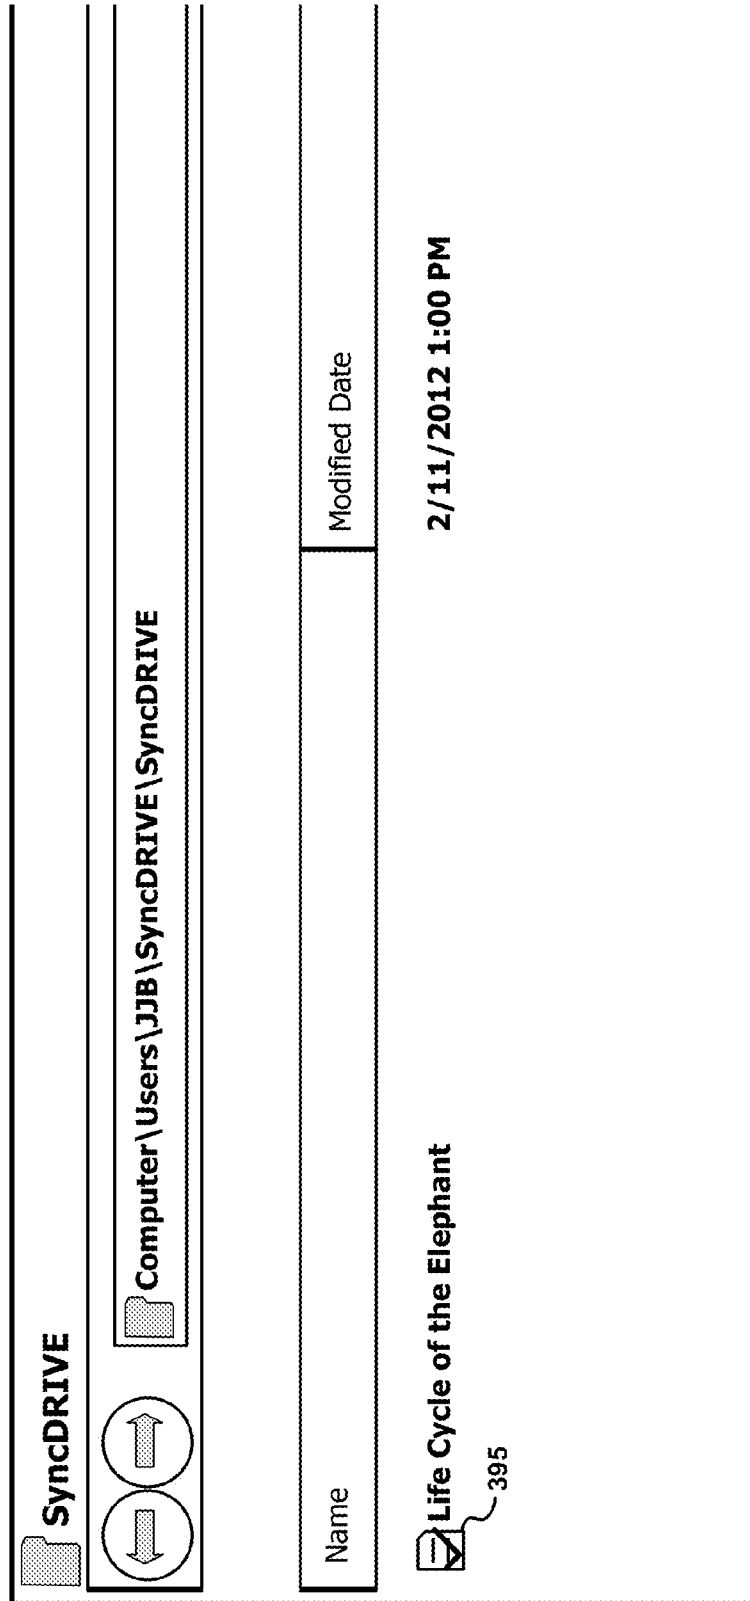 SyncDRIVE
Computer\Users\JJB\SyncDRIVE\SyncDRIVE
Name Modified Date
Life Cycle of the Elephant 2/11/2012 1:00 PM
395